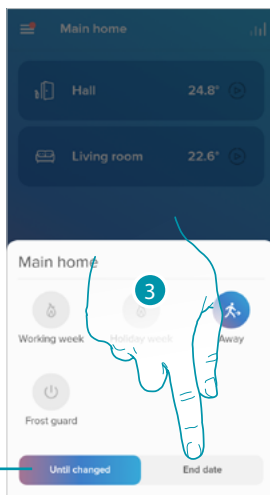 Main home
Hall 24.8°
Living room 22.6°
Main home
3
Working week Holiday week Away
Frost guard
Until changed End date